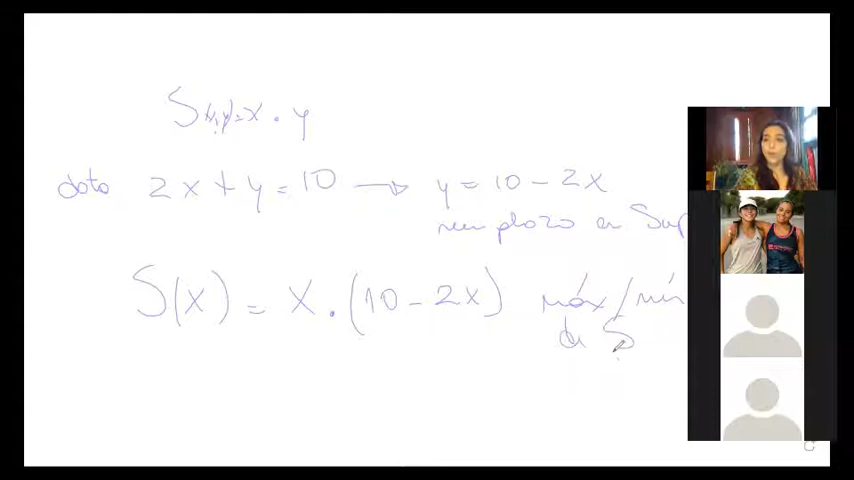 S(x,y)=x.y
dato 2x + y = 10 → y = 10 - 2x
reemplazo en Sup
S(x) = x.(10 - 2x) máx/mín
de S